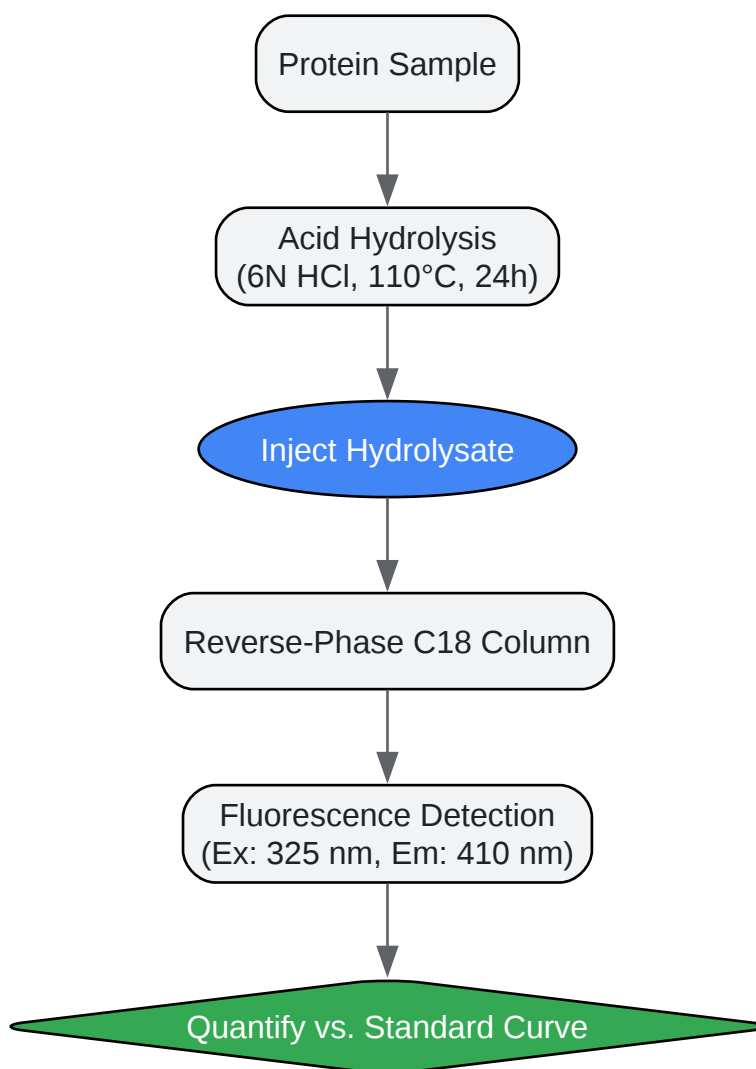 Protein Sample
Acid Hydrolysis
(6N HCl, 110°C, 24h)
Inject Hydrolysate
Reverse-Phase C18 Column
Fluorescence Detection
(Ex: 325 nm, Em: 410 nm)
Quantify vs. Standard Curve